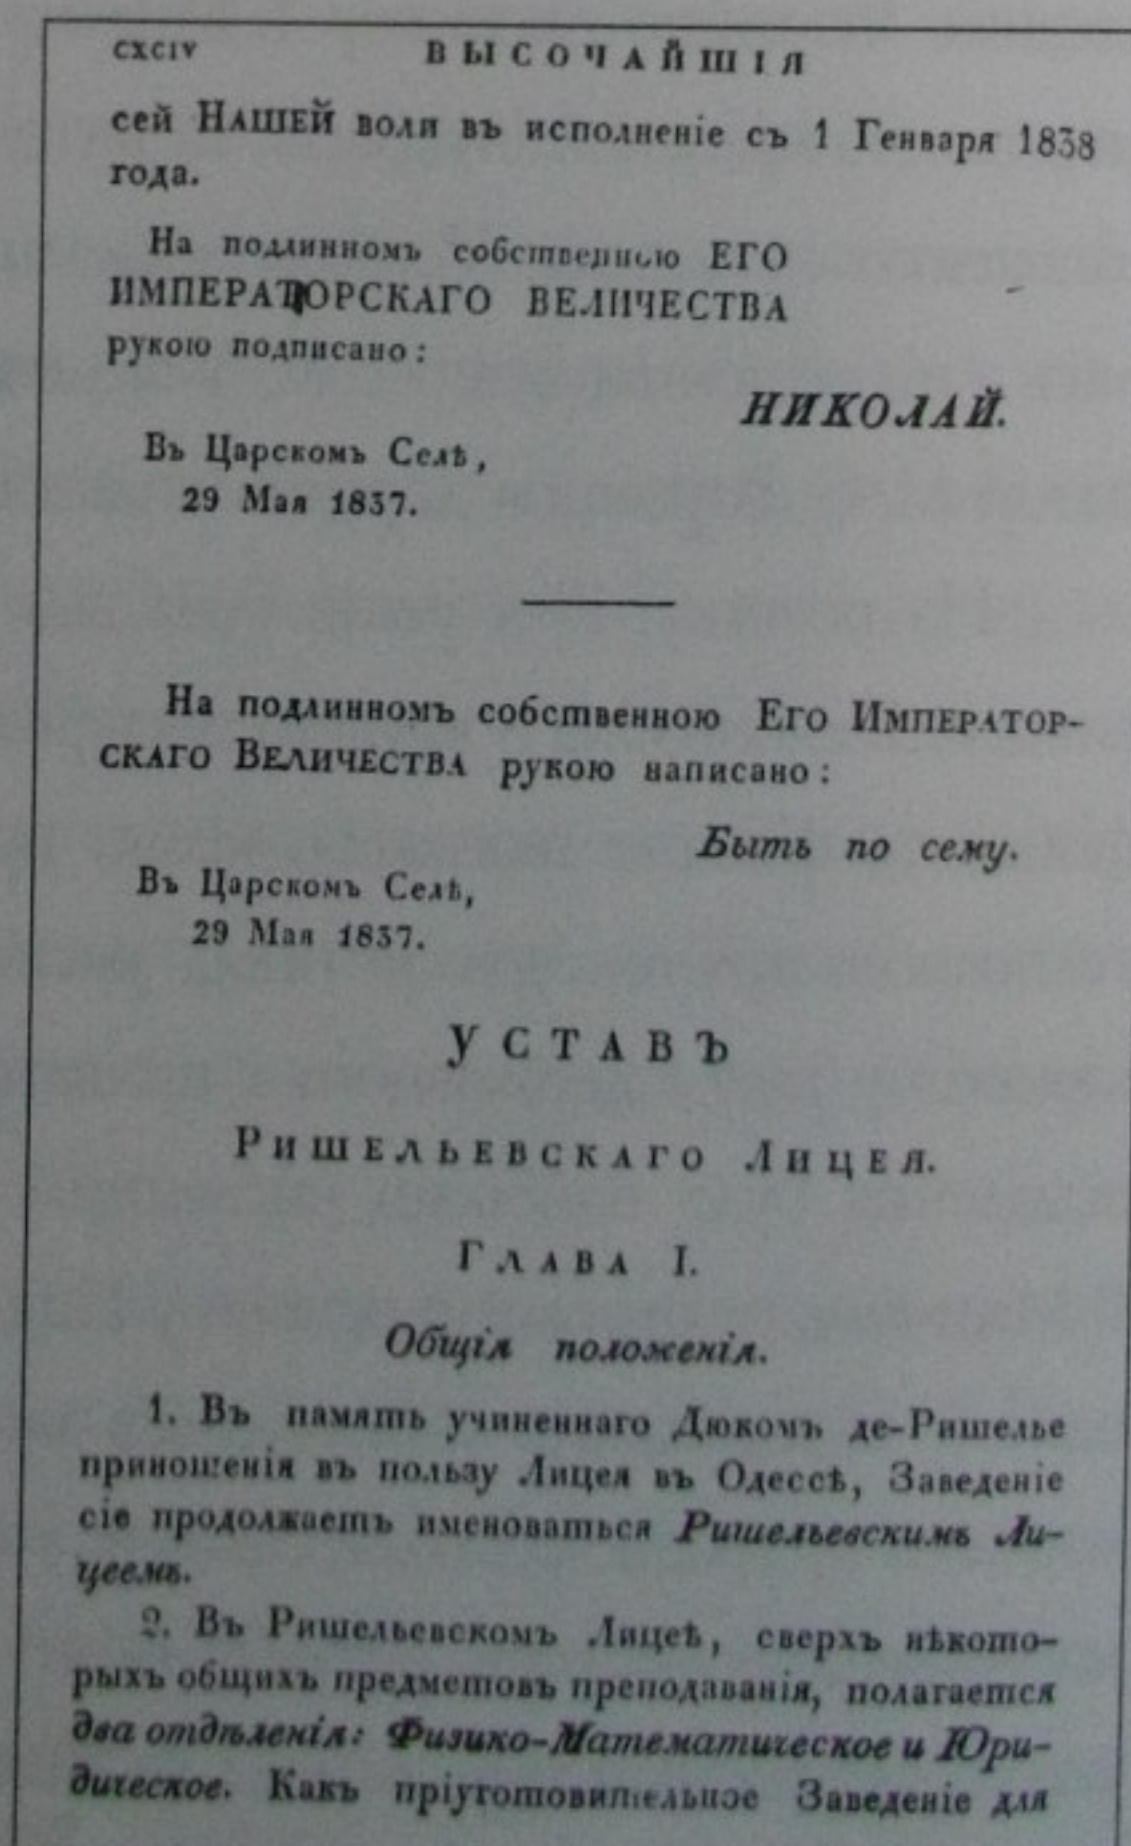 CXCIV ВЫСОЧАЙШІЯ
сей НАШЕЙ воли въ исполненіе съ 1 Генваря 1838
года.
На подлинномъ собственною ЕГО
ИМПЕРАТОРСКАГО ВЕЛИЧЕСТВА
рукою подписано:
НИКОЛАЙ.
Въ Царскомъ Селѣ,
29 Мая 1837.
На подлинномъ собственною Его Император-
скаго Величества рукою написано:
Быть по сему.
Въ Царскомъ Селѣ,
29 Мая 1837.
УСТАВЪ
Ришельевскаго Лицея.
Глава I.
Общія положенія.
1. Въ память учиненнаго Дюкомъ де-Ришелье
приношенія въ пользу Лицея въ Одессѣ, Заведеніе
сіе продолжаетъ именоваться Ришельевскимъ Ли-
цеемъ.
2. Въ Ришельевскомъ Лицеѣ, сверхъ нѣкото-
рыхъ общихъ предметовъ преподаванія, полагается
два отдѣленія: Физико-Математическое и Юри-
дическое. Какъ пріуготовительное Заведеніе для